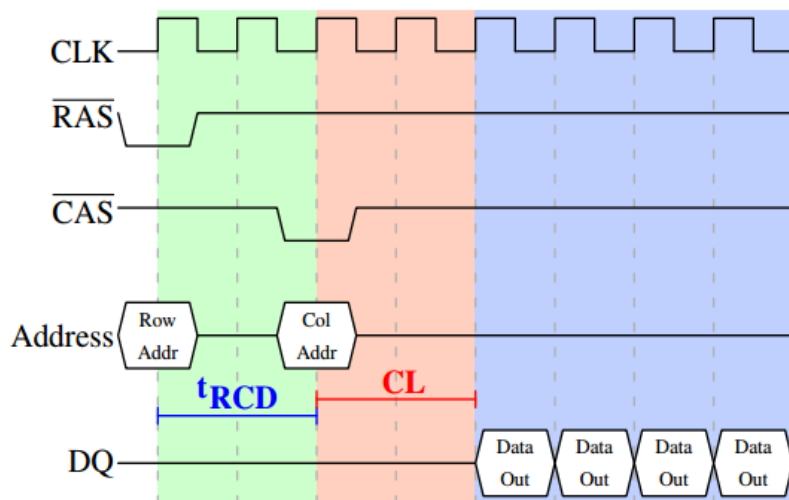 CLK
RAS
CAS
Address
Row
Addr
Col
Addr
tRCD
CL
DQ
Data
Out
Data
Out
Data
Out
Data
Out